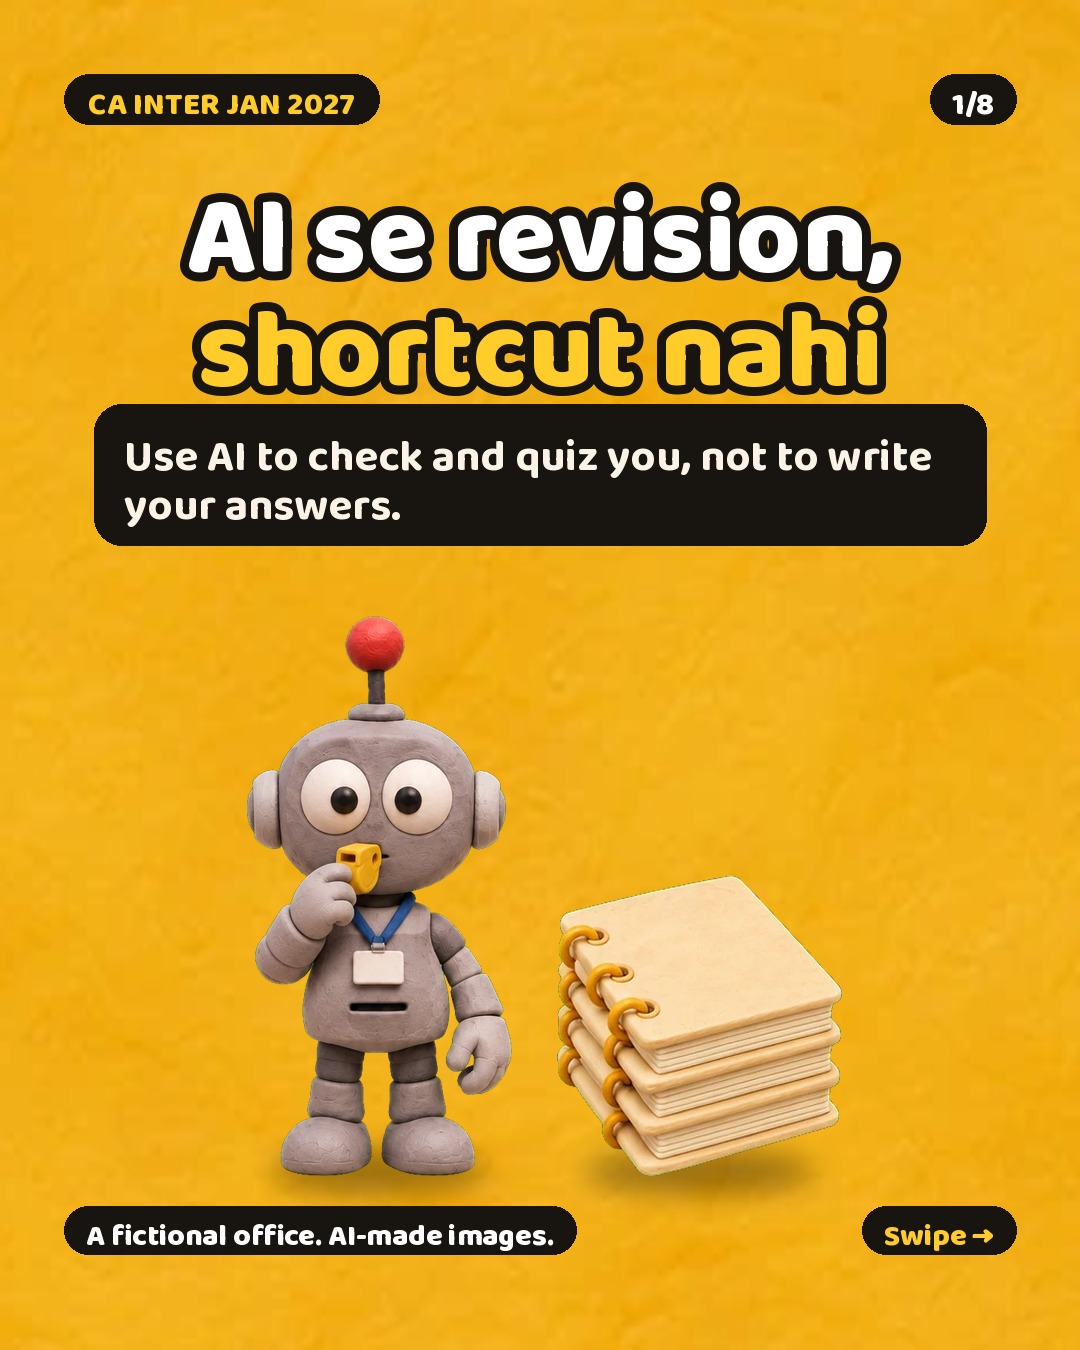 CA INTER JAN 2027
1/8
AI se revision,
shortcut nahi
Use AI to check and quiz you, not to write
your answers.
A fictional office. AI-made images.
Swipe →